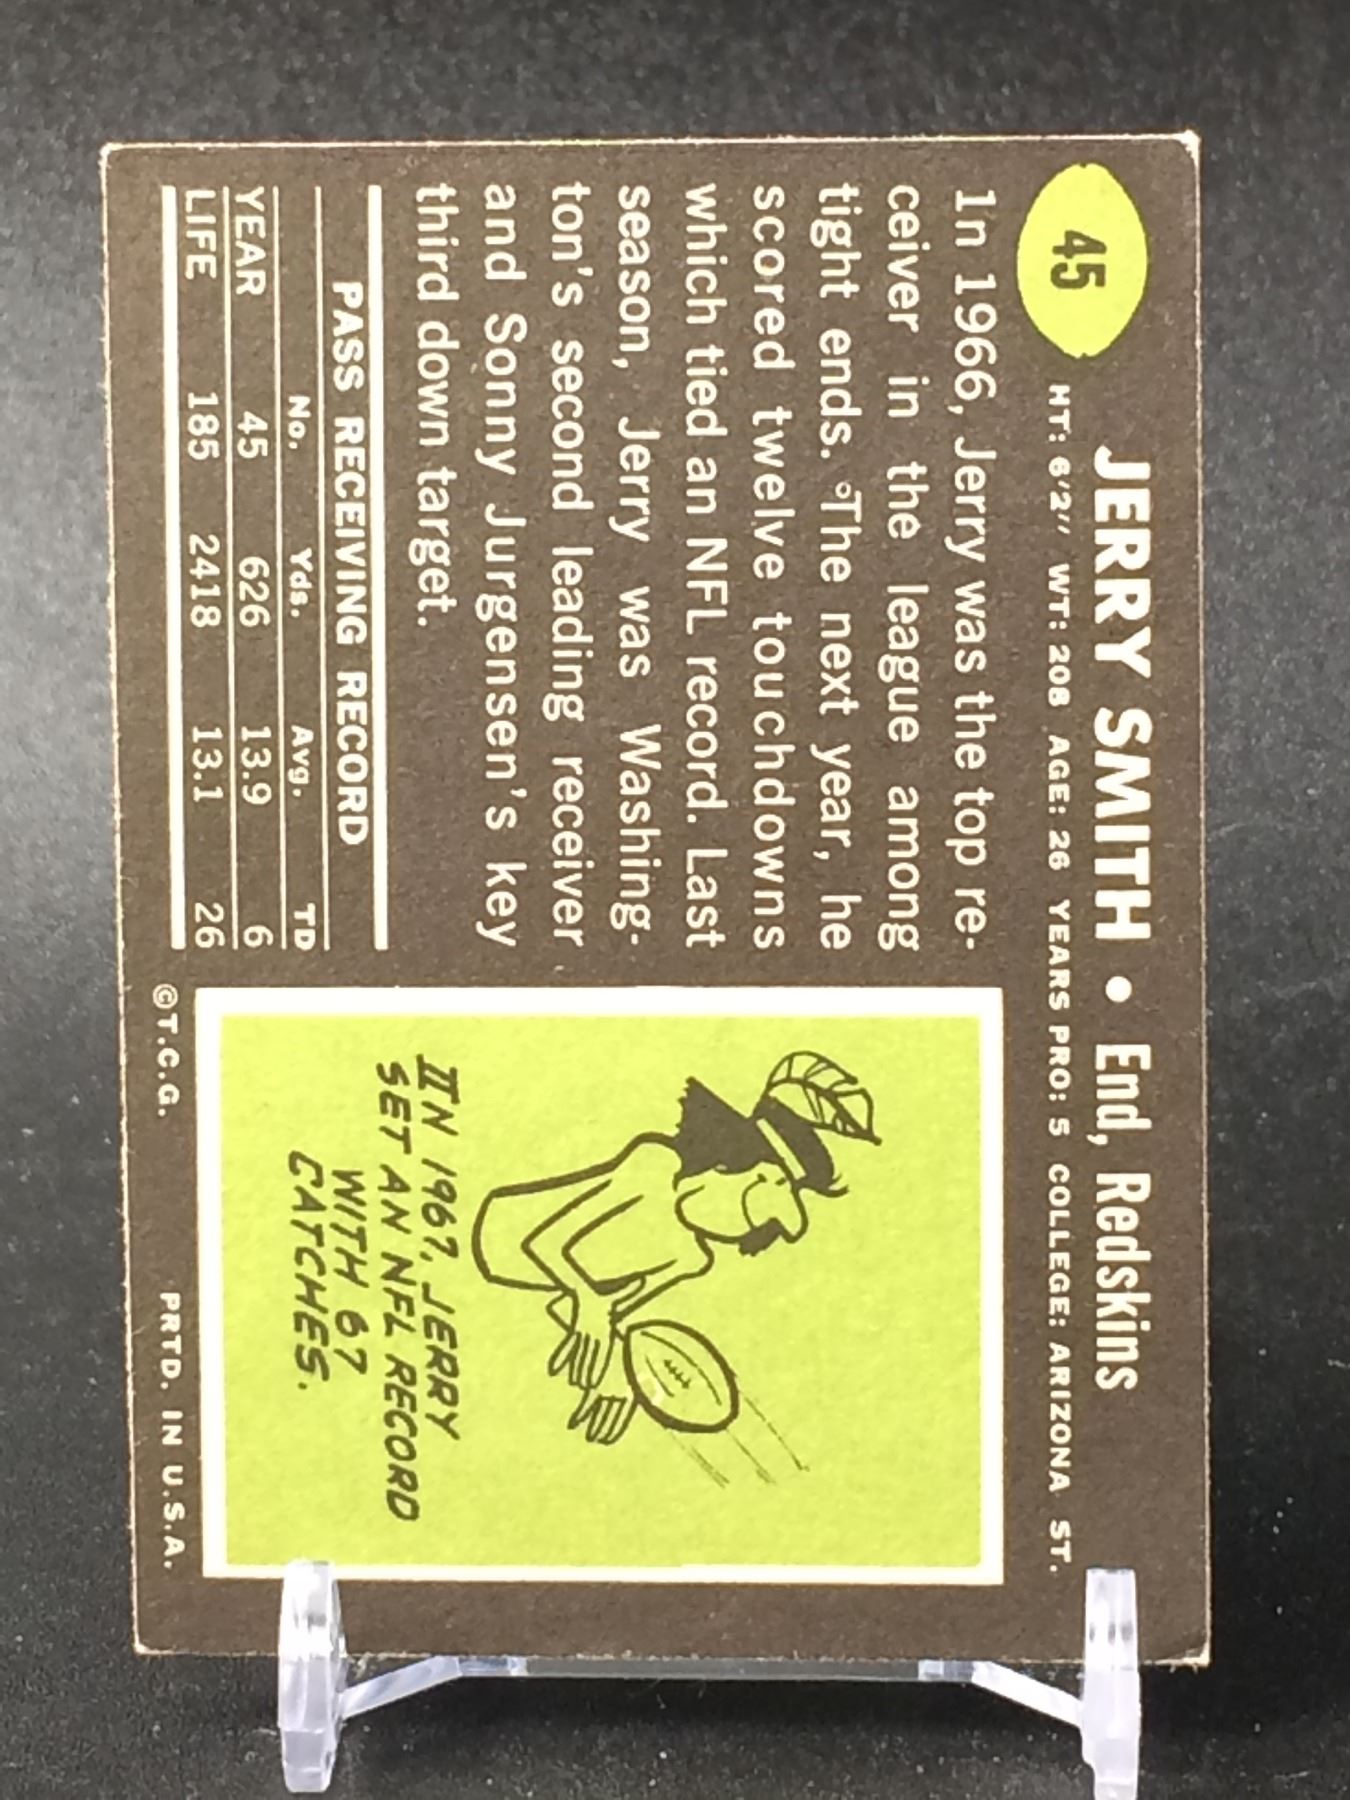 45
JERRY SMITH • End, Redskins
HT: 6'2" WT: 208 AGE: 26 YEARS PRO: 5 COLLEGE: ARIZONA ST.
In 1966, Jerry was the top re-
ceiver in the league among
tight ends. The next year, he
scored twelve touchdowns
which tied an NFL record. Last
season, Jerry was Washing-
ton's second leading receiver
and Sonny Jurgensen's key
third down target.
PASS RECEIVING RECORD
No. Yds. Avg. TD
YEAR 45 626 13.9 6
LIFE 185 2418 13.1 26
IN 1967, JERRY
SET AN NFL RECORD
WITH 67
CATCHES.
©T.C.G. PRTD. IN U.S.A.